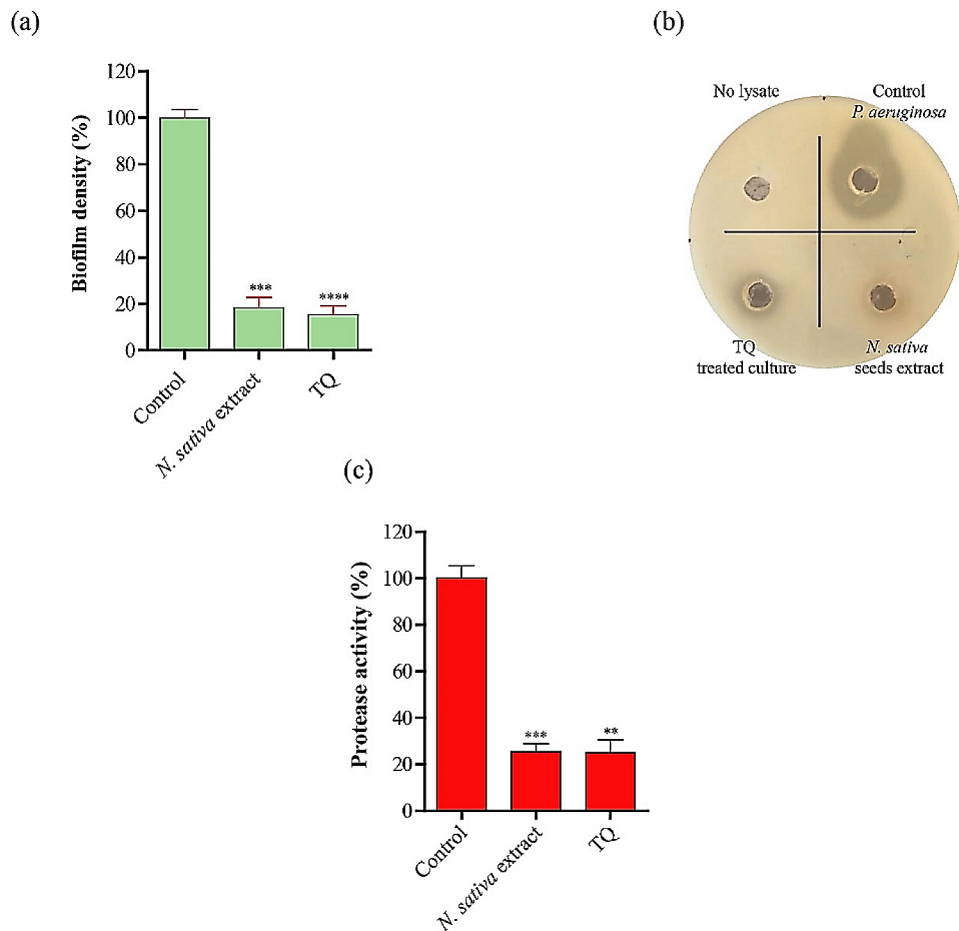 (a)
120
100
80
60
40
20
0
Biofilm density (%)
***
****
Control
N. sativa extract
TQ
(b)
No lysate
Control
P. aeruginosa
TQ
treated culture
N. sativa
seeds extract
(c)
120
100
80
60
40
20
0
Protease activity (%)
***
**
Control
N. sativa extract
TQ